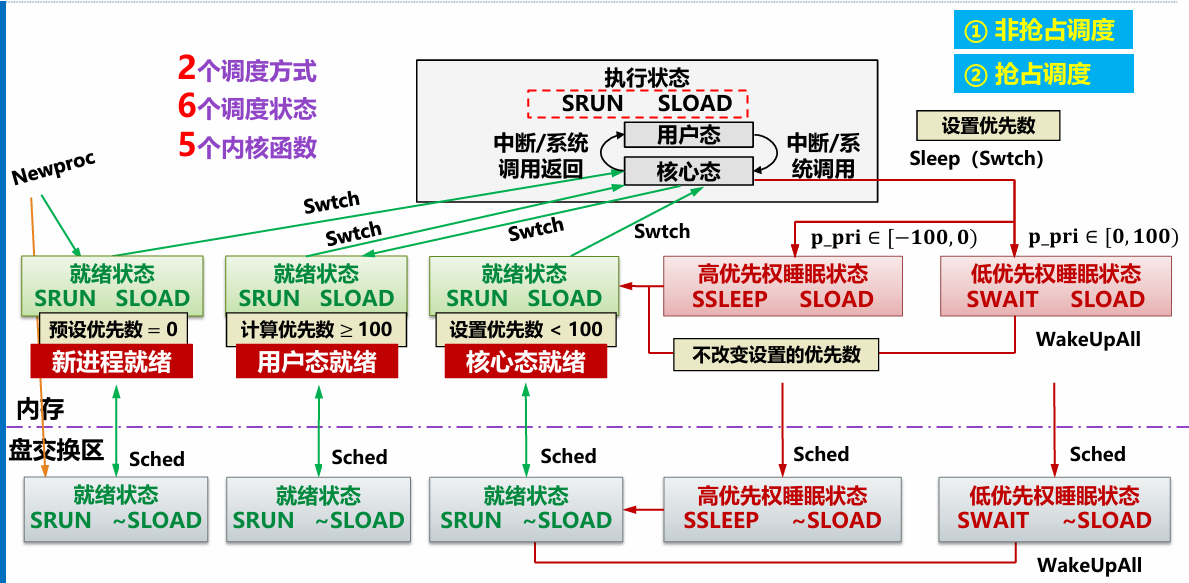 ① 非抢占调度
② 抢占调度
2个调度方式
6个调度状态
5个内核函数
执行状态
SRUN SLOAD
用户态
核心态
中断/系统
调用返回
中断/系
统调用
设置优先数
Sleep（Swtch）
Newproc
Swtch
Swtch
Swtch
Swtch
p_pri ∈ [−100, 0)
p_pri ∈ [0, 100)
就绪状态
SRUN SLOAD
预设优先数 = 0
新进程就绪
就绪状态
SRUN SLOAD
计算优先数 ≥ 100
用户态就绪
就绪状态
SRUN SLOAD
设置优先数 < 100
核心态就绪
高优先权睡眠状态
SSLEEP SLOAD
低优先权睡眠状态
SWAIT SLOAD
WakeUpAll
不改变设置的优先数
内存
盘交换区
Sched
Sched
Sched
Sched
Sched
就绪状态
SRUN ~SLOAD
就绪状态
SRUN ~SLOAD
就绪状态
SRUN ~SLOAD
高优先权睡眠状态
SSLEEP ~SLOAD
低优先权睡眠状态
SWAIT ~SLOAD
WakeUpAll